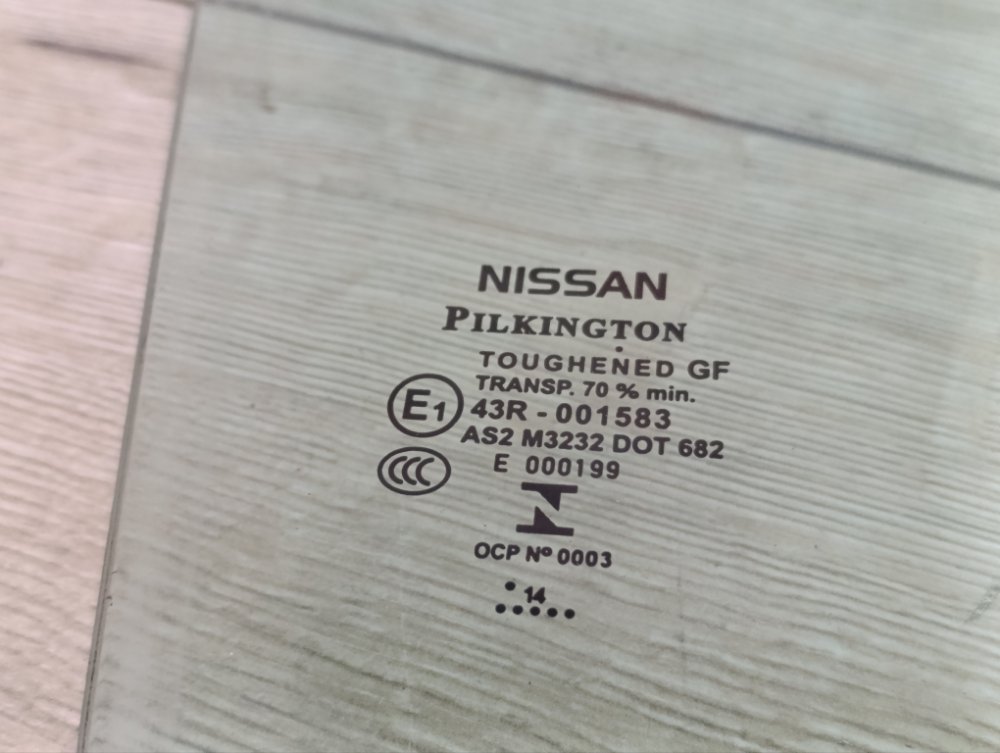 NISSAN
PILKINGTON
TOUGHENED GF
TRANSP. 70 % min.
E1 43R - 001583
AS2 M3232 DOT 682
CCC E 000199
OCP Nº 0003
14